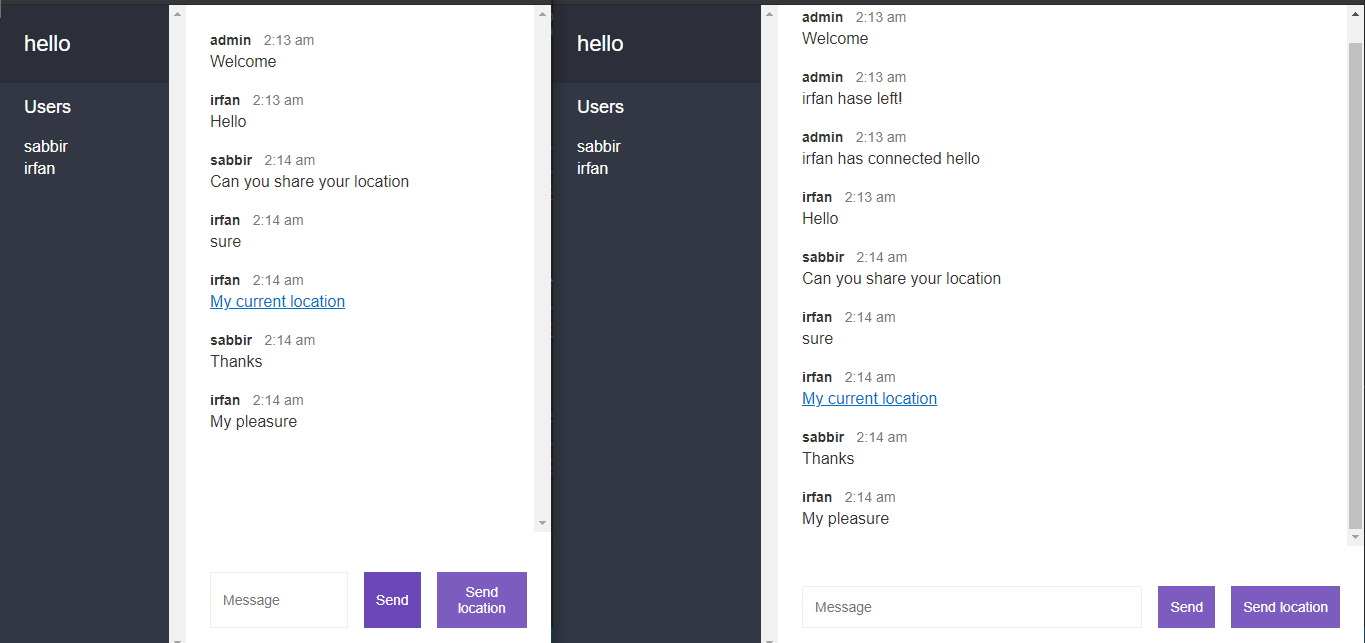 hello
Users
sabbir
irfan
admin 2:13 am
Welcome
irfan 2:13 am
Hello
sabbir 2:14 am
Can you share your location
irfan 2:14 am
sure
irfan 2:14 am
My current location
sabbir 2:14 am
Thanks
irfan 2:14 am
My pleasure
Message
Send
Send
location
hello
Users
sabbir
irfan
admin 2:13 am
Welcome
admin 2:13 am
irfan hase left!
admin 2:13 am
irfan has connected hello
irfan 2:13 am
Hello
sabbir 2:14 am
Can you share your location
irfan 2:14 am
sure
irfan 2:14 am
My current location
sabbir 2:14 am
Thanks
irfan 2:14 am
My pleasure
Message
Send
Send location